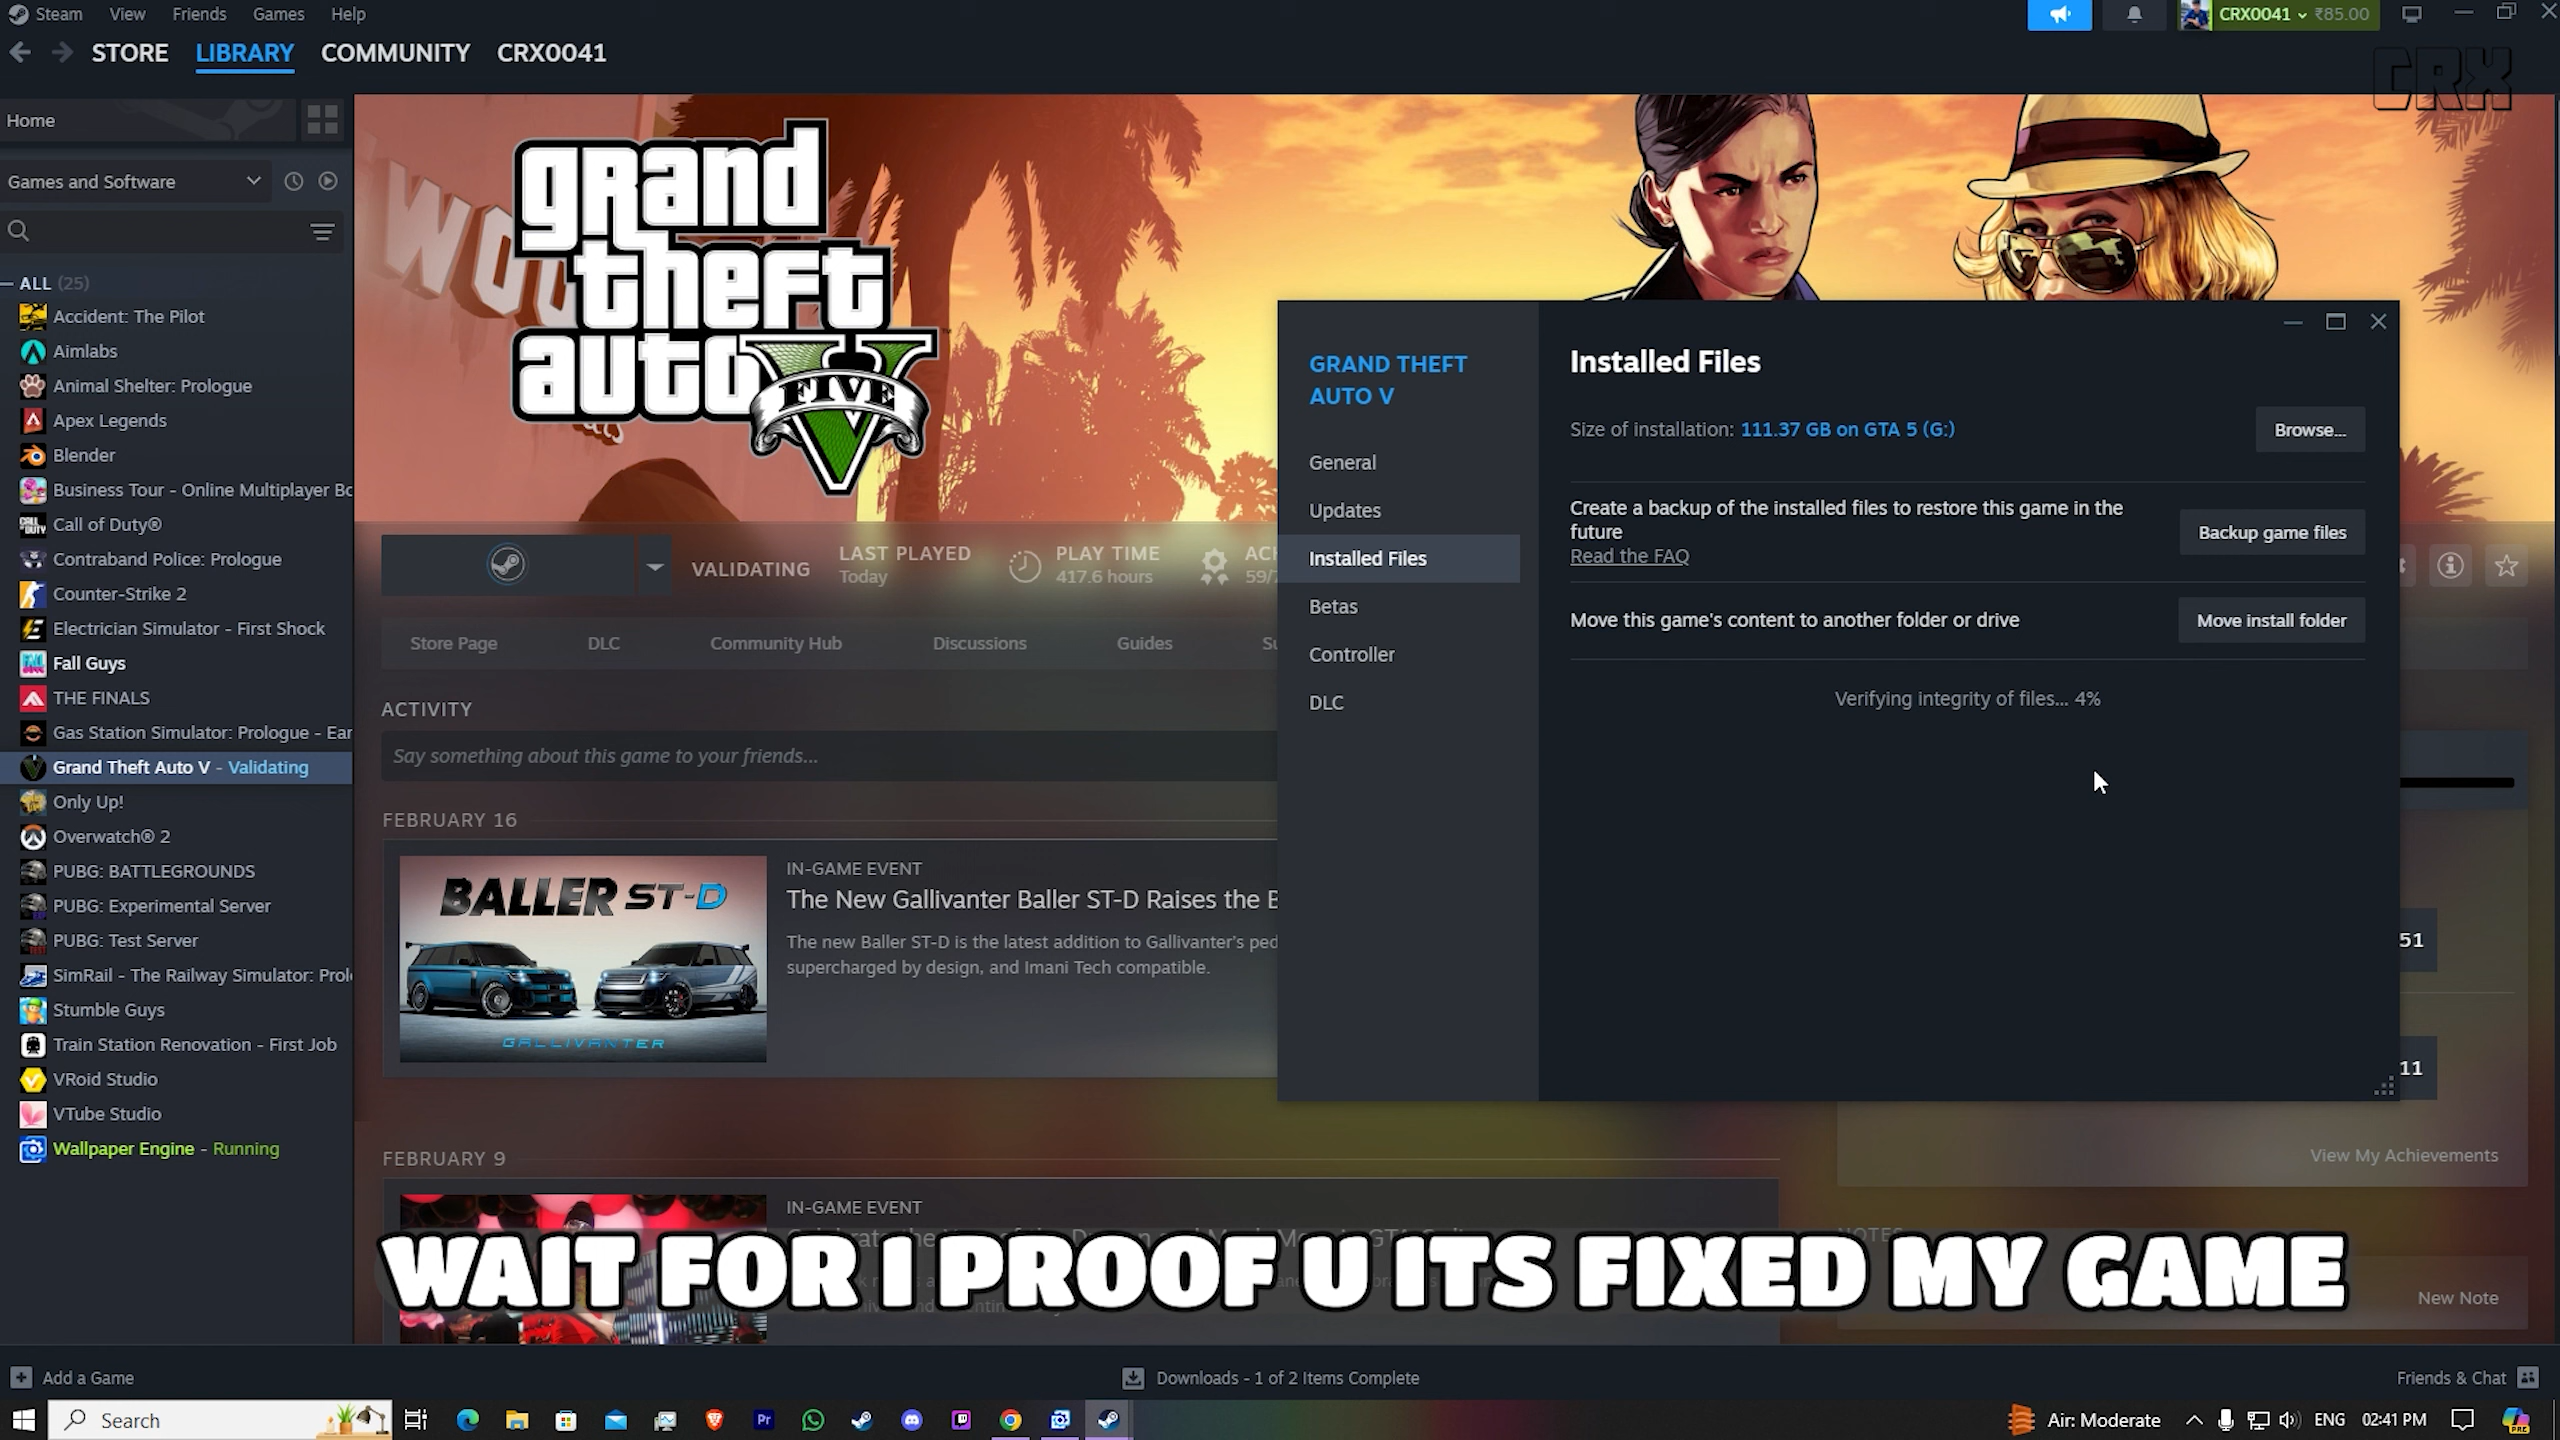 Steam View Friends Games Help
CRX0041 ₹85.00
STORE LIBRARY COMMUNITY CRX0041
CRX
Home
Games and Software
ALL (25)
Accident: The Pilot
Aimlabs
Animal Shelter: Prologue
Apex Legends
Blender
Business Tour - Online Multiplayer Bo
Call of Duty®
Contraband Police: Prologue
Counter-Strike 2
Electrician Simulator - First Shock
Fall Guys
THE FINALS
Gas Station Simulator: Prologue - Ear
Grand Theft Auto V - Validating
Only Up!
Overwatch® 2
PUBG: BATTLEGROUNDS
PUBG: Experimental Server
PUBG: Test Server
SimRail - The Railway Simulator: Prol
Stumble Guys
Train Station Renovation - First Job
VRoid Studio
VTube Studio
Wallpaper Engine - Running
grand
theft
auto V
FIVE
VALIDATING
LAST PLAYED
Today
PLAY TIME
417.6 hours
ACH
59/
Store Page DLC Community Hub Discussions Guides Su
ACTIVITY
Say something about this game to your friends...
FEBRUARY 16
BALLER ST-D
GALLIVANTER
IN-GAME EVENT
The New Gallivanter Baller ST-D Raises the B
The new Baller ST-D is the latest addition to Gallivanter's ped
supercharged by design, and Imani Tech compatible.
FEBRUARY 9
IN-GAME EVENT
GRAND THEFT
AUTO V
General
Updates
Installed Files
Betas
Controller
DLC
Installed Files
Size of installation: 111.37 GB on GTA 5 (G:)
Browse...
Create a backup of the installed files to restore this game in the
future
Read the FAQ
Backup game files
Move this game's content to another folder or drive
Move install folder
Verifying integrity of files... 4%
51
11
View My Achievements
NOTES
New Note
WAIT FOR I PROOF U ITS FIXED MY GAME
Add a Game
Downloads - 1 of 2 Items Complete
Friends & Chat
Search
Air: Moderate
ENG
02:41 PM